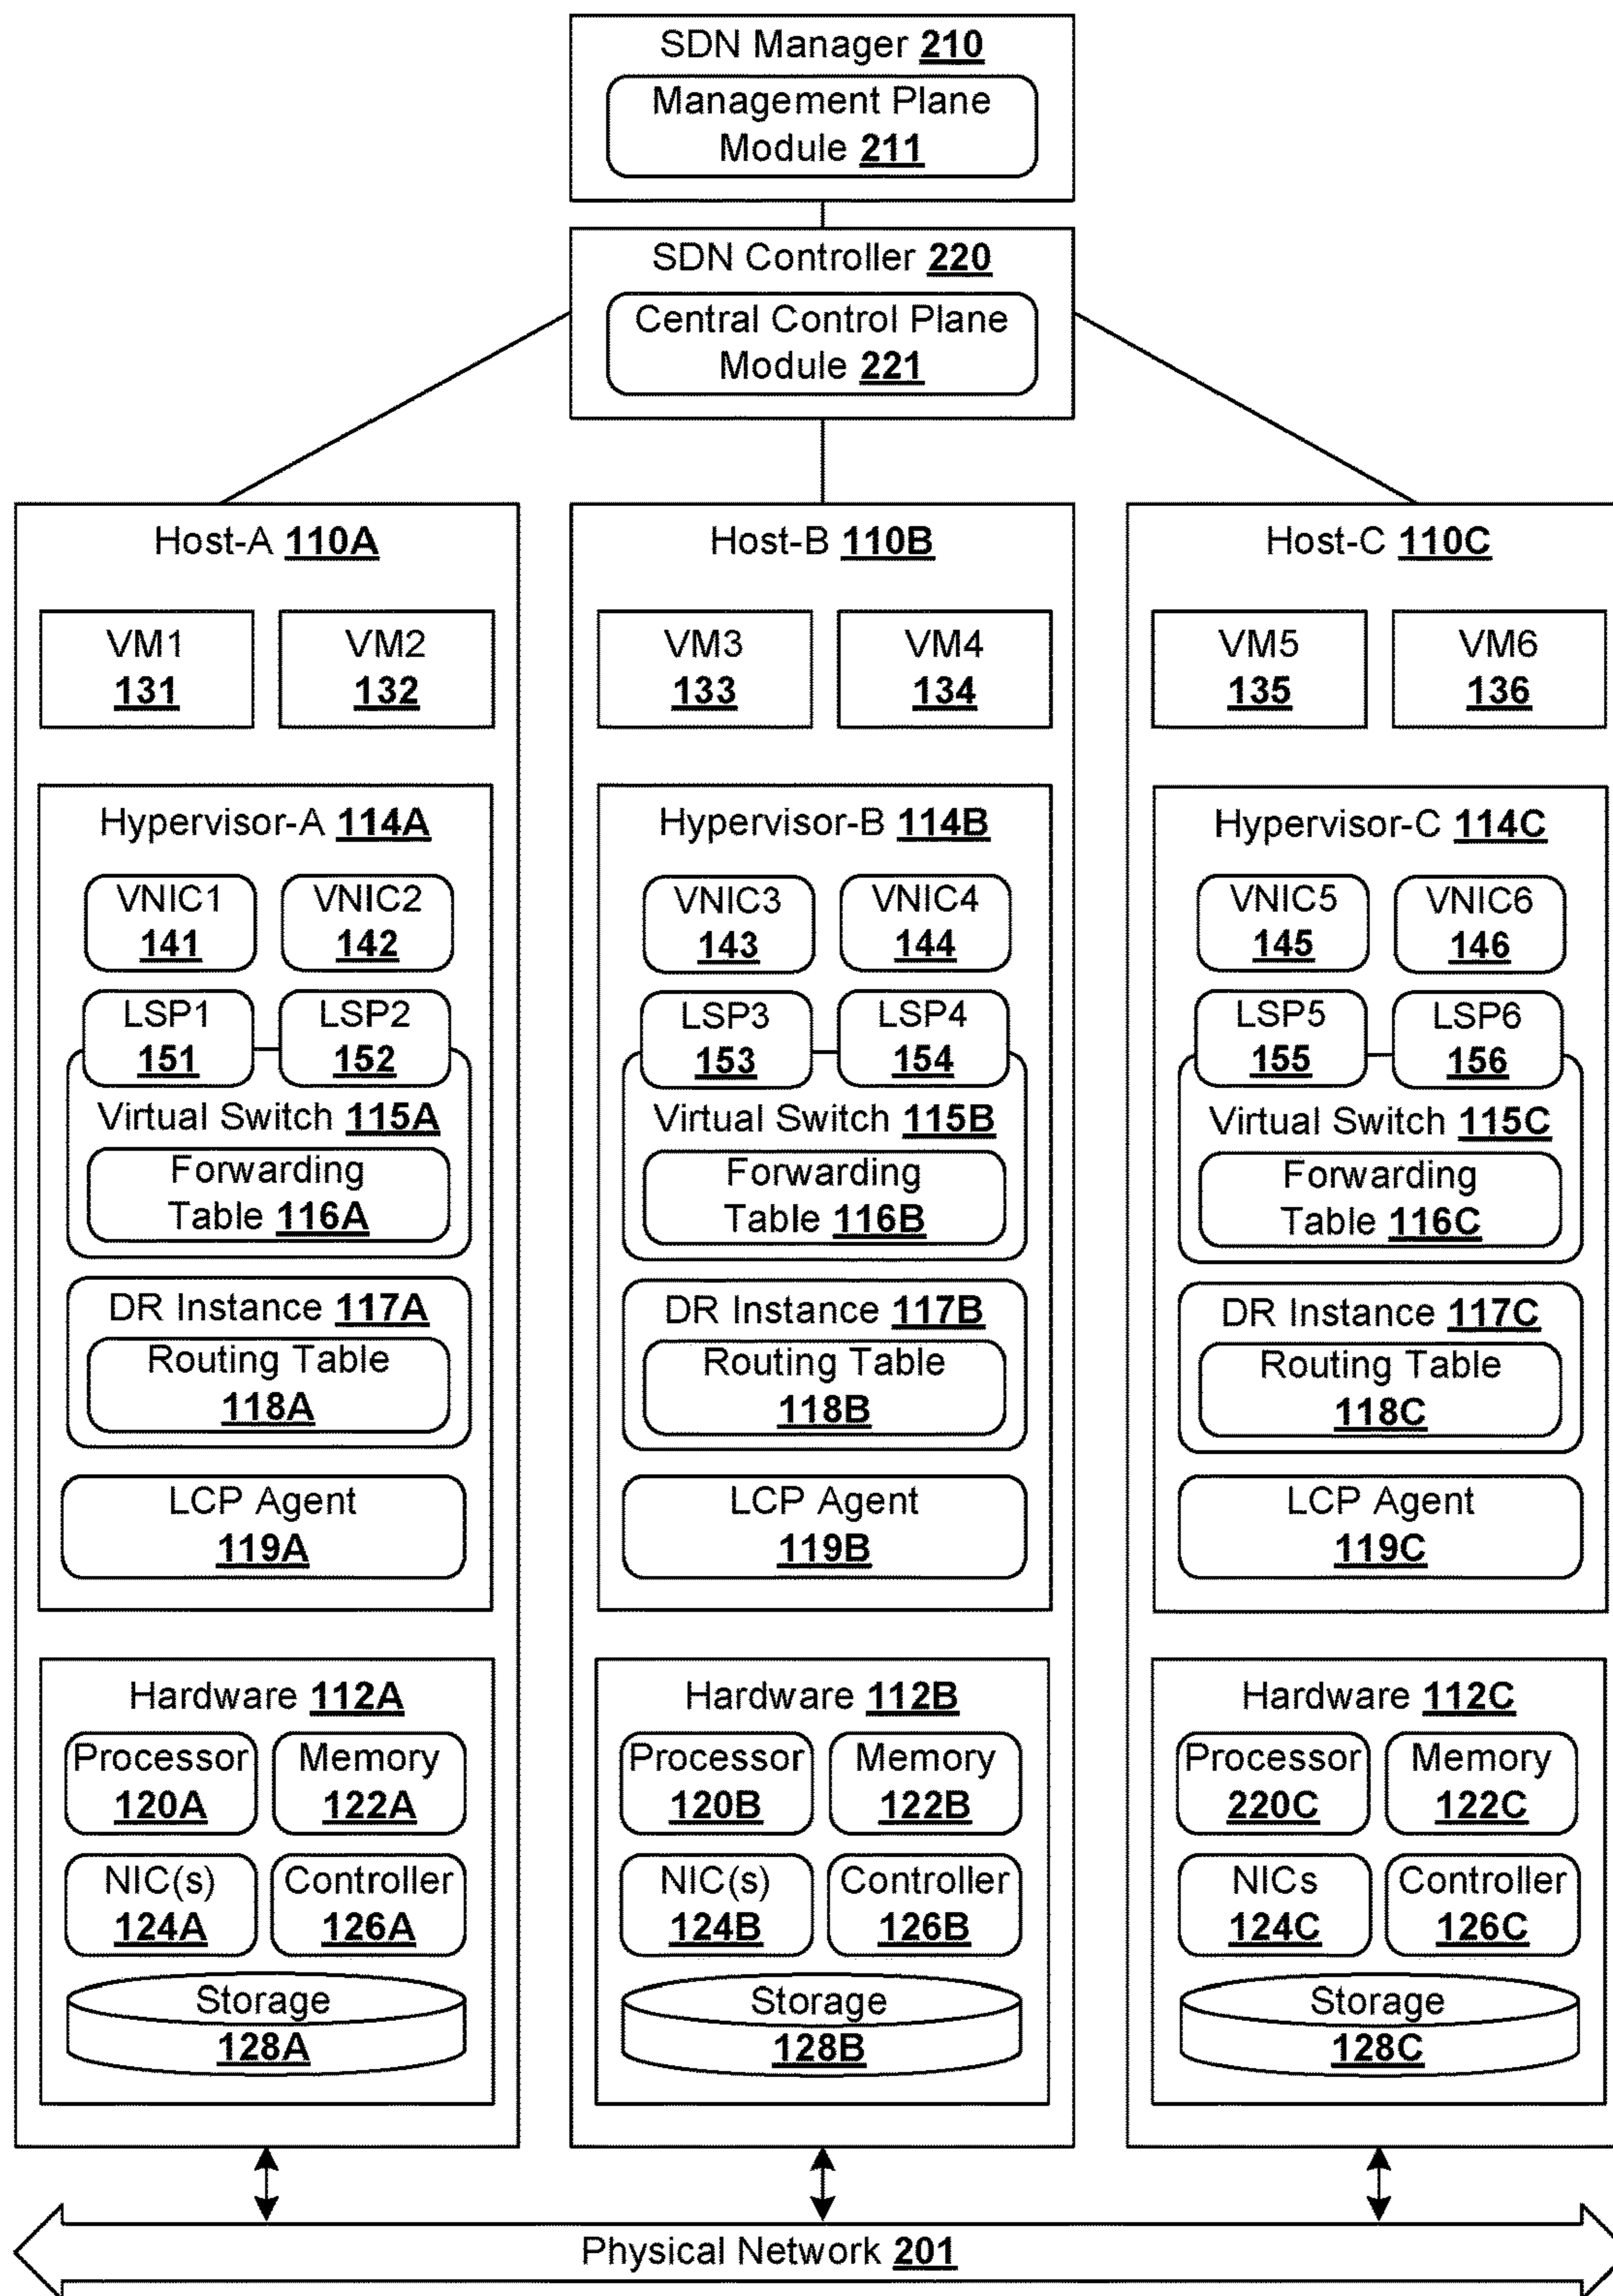 SDN Manager 210
Management Plane
Module 211
SDN Controller 220
Central Control Plane
Module 221
Host-A 110A
VM1
131
VM2
132
Hypervisor-A 114A
VNIC1
141
VNIC2
142
LSP1
151
LSP2
152
Virtual Switch 115A
Forwarding
Table 116A
DR Instance 117A
Routing Table
118A
LCP Agent
119A
Hardware 112A
Processor
120A
Memory
122A
NIC(s)
124A
Controller
126A
Storage
128A
Host-B 110B
VM3
133
VM4
134
Hypervisor-B 114B
VNIC3
143
VNIC4
144
LSP3
153
LSP4
154
Virtual Switch 115B
Forwarding
Table 116B
DR Instance 117B
Routing Table
118B
LCP Agent
119B
Hardware 112B
Processor
120B
Memory
122B
NIC(s)
124B
Controller
126B
Storage
128B
Host-C 110C
VM5
135
VM6
136
Hypervisor-C 114C
VNIC5
145
VNIC6
146
LSP5
155
LSP6
156
Virtual Switch 115C
Forwarding
Table 116C
DR Instance 117C
Routing Table
118C
LCP Agent
119C
Hardware 112C
Processor
220C
Memory
122C
NICs
124C
Controller
126C
Storage
128C
Physical Network 201